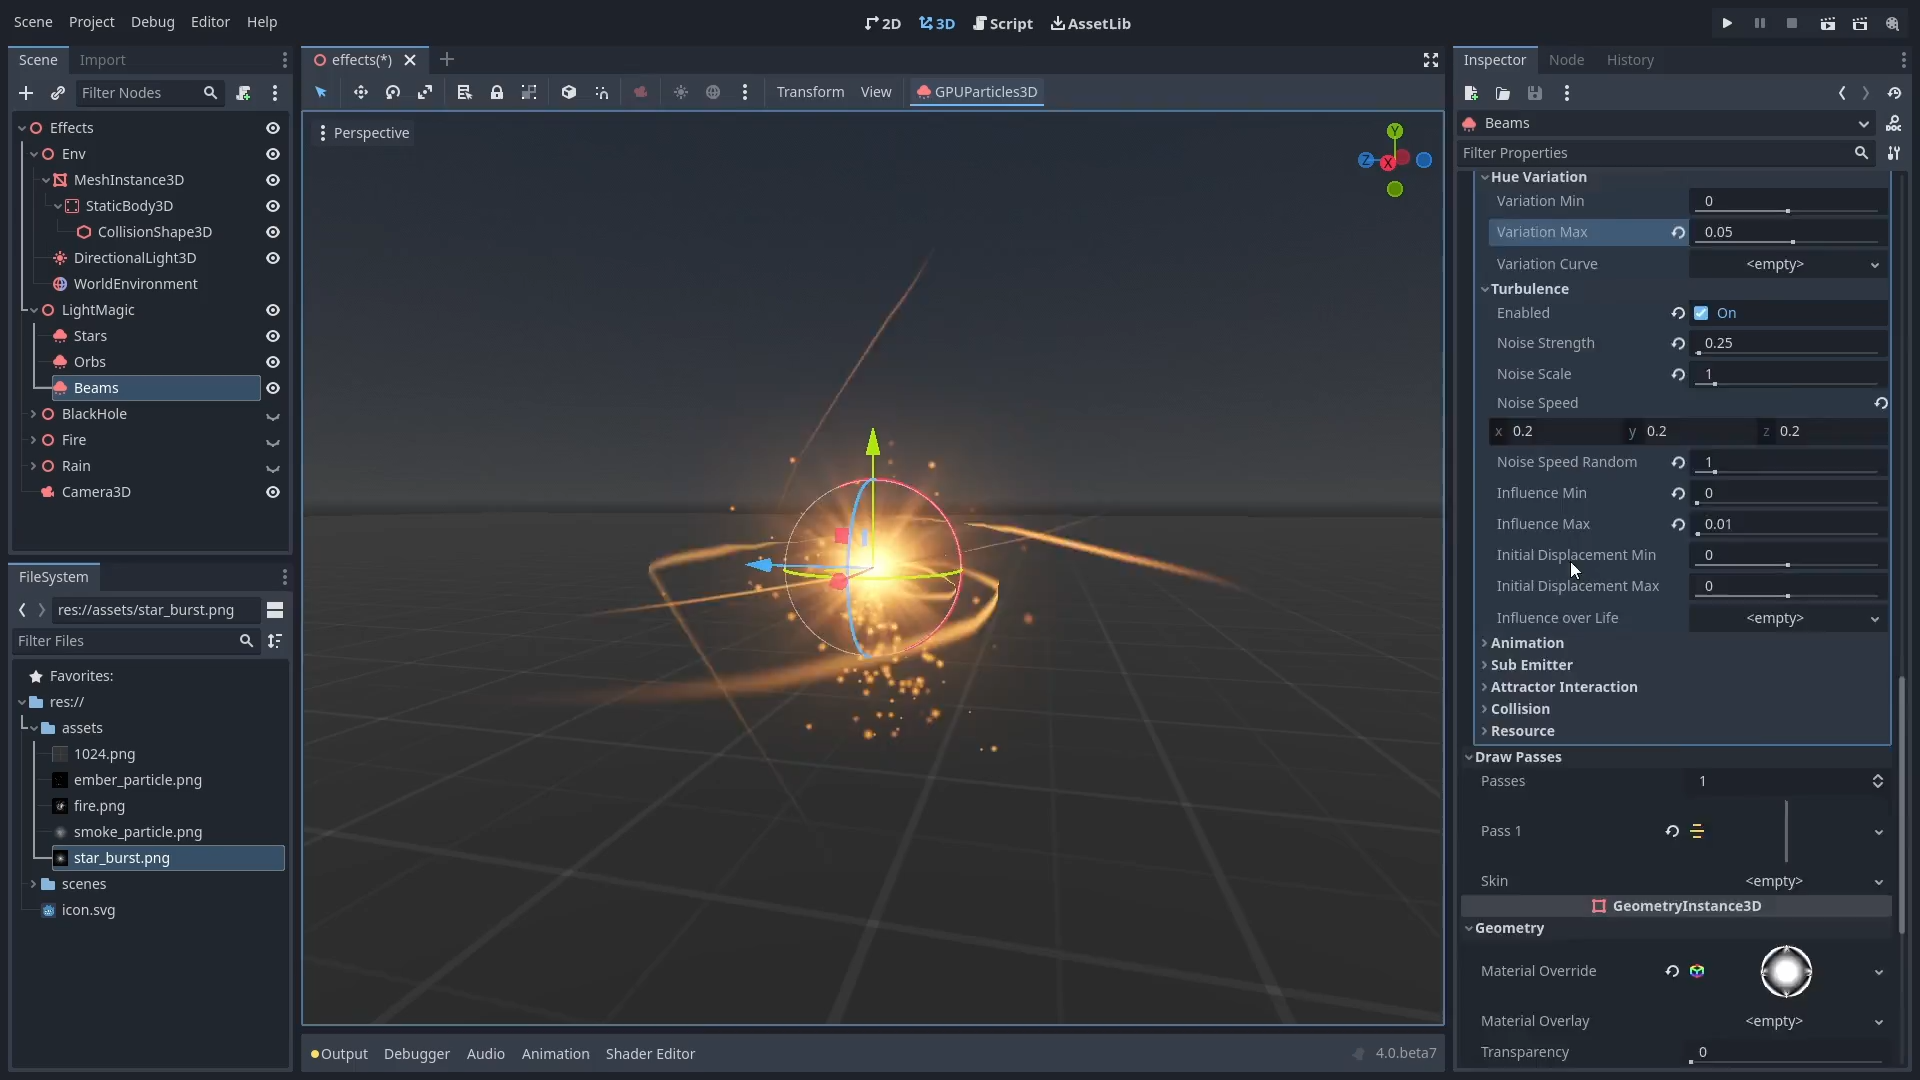 Scene Project Debug Editor Help
2D 3D Script AssetLib
Scene Import
Filter Nodes
Effects
Env
MeshInstance3D
StaticBody3D
CollisionShape3D
DirectionalLight3D
WorldEnvironment
LightMagic
Stars
Orbs
Beams
BlackHole
Fire
Rain
Camera3D
FileSystem
res://assets/star_burst.png
Filter Files
Favorites:
res://
assets
1024.png
ember_particle.png
fire.png
smoke_particle.png
star_burst.png
scenes
icon.svg
effects(*)
Transform View GPUParticles3D
Perspective
Y
Z X
Output Debugger Audio Animation Shader Editor 4.0.beta7
Inspector Node History
Beams
Filter Properties
Hue Variation
Variation Min 0
Variation Max 0.05
Variation Curve <empty>
Turbulence
Enabled On
Noise Strength 0.25
Noise Scale 1
Noise Speed
x 0.2 y 0.2 z 0.2
Noise Speed Random 1
Influence Min 0
Influence Max 0.01
Initial Displacement Min 0
Initial Displacement Max 0
Influence over Life <empty>
Animation
Sub Emitter
Attractor Interaction
Collision
Resource
Draw Passes
Passes 1
Pass 1
Skin <empty>
GeometryInstance3D
Geometry
Material Override
Material Overlay <empty>
Transparency 0